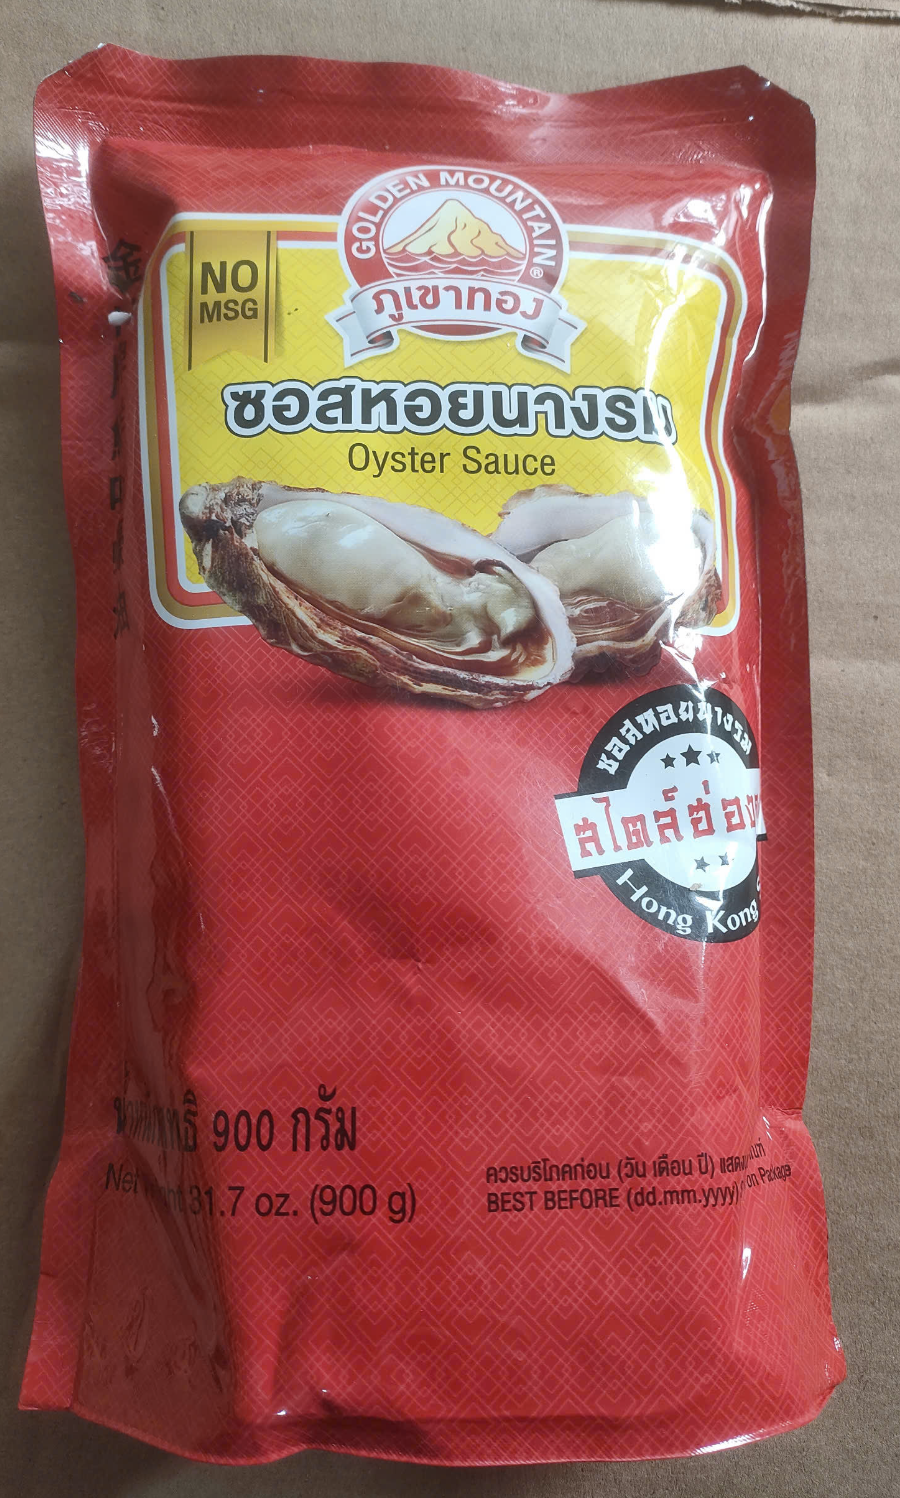 GOLDEN MOUNTAIN ®
ภูเขาทอง
NO
MSG
ซอสหอยนางรม
Oyster Sauce
ซอสหอยนางรม
สไตล์ฮ่อง
Hong Kong
900 กรัม
Net 31.7 oz. (900 g)
ควรบริโภคก่อน (วัน เดือน ปี)
BEST BEFORE (dd.mm.yyyy) on Package